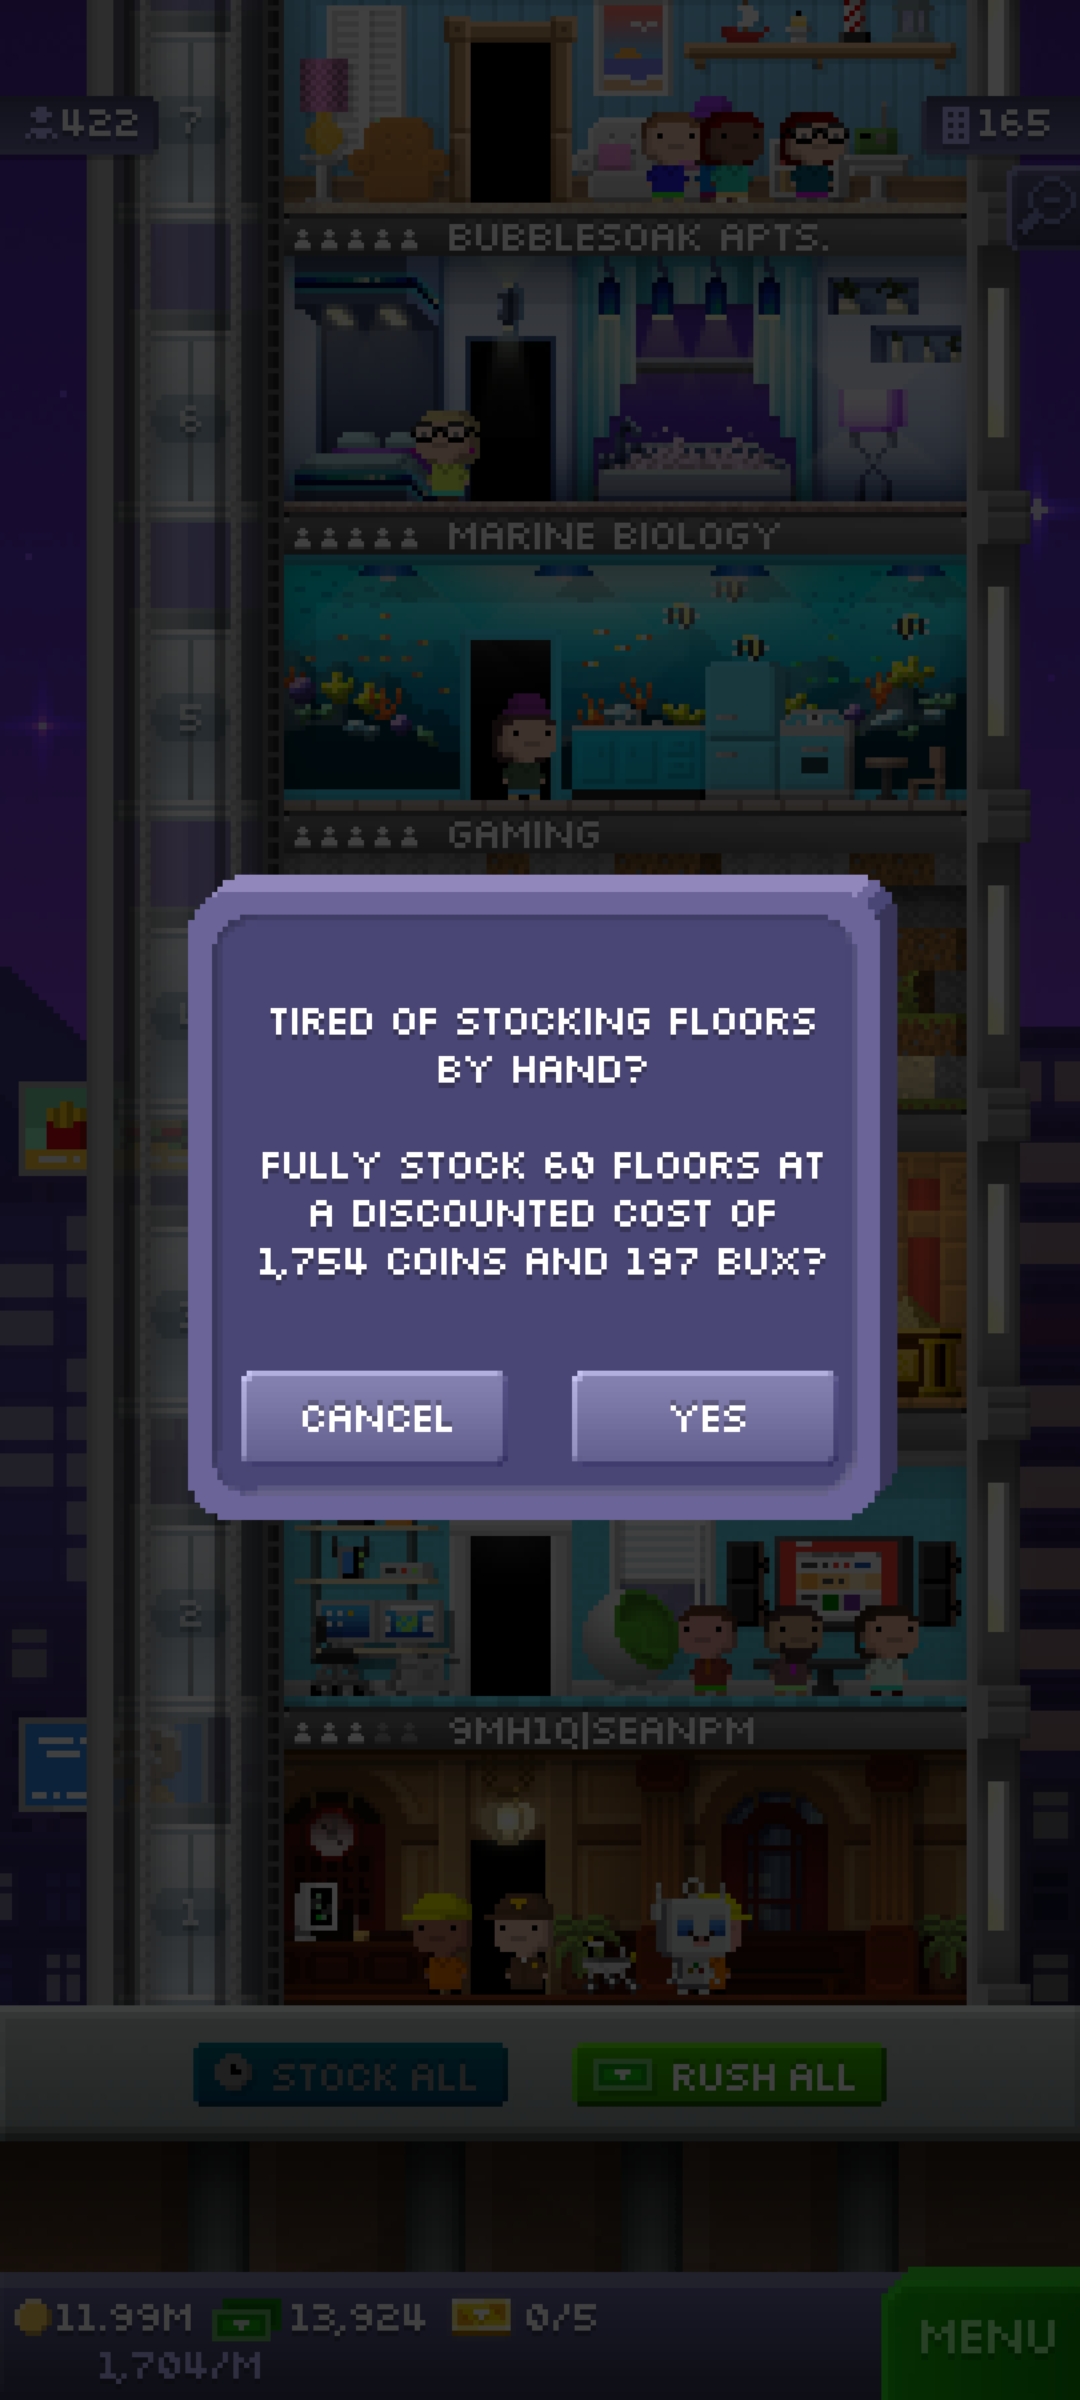 422
7
165
BUBBLESOAK APTS.
6
MARINE BIOLOGY
5
GAMING
TIRED OF STOCKING FLOORS
BY HAND?
FULLY STOCK 60 FLOORS AT
A DISCOUNTED COST OF
1,754 COINS AND 197 BUX?
CANCEL
YES
2
9MH1Q|SEANPM
1
STOCK ALL
RUSH ALL
11.99M
13,924
0/5
MENU
1,704/M